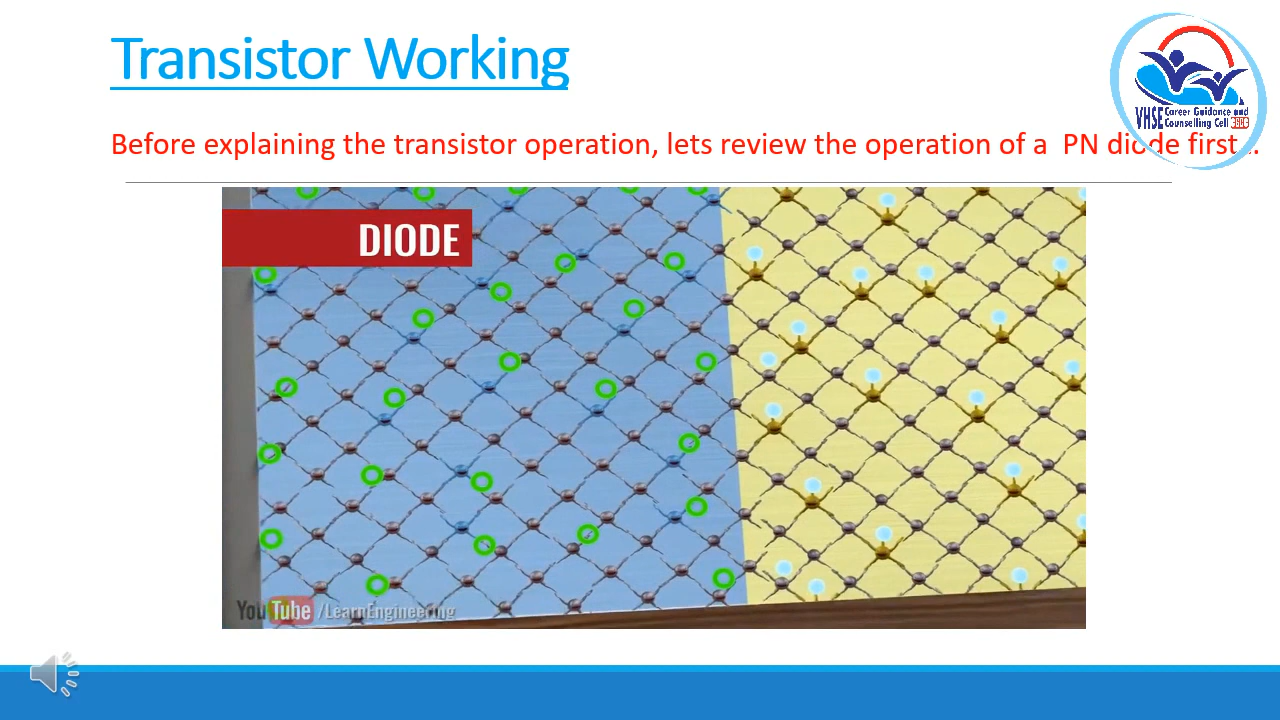 Transistor Working
Before explaining the transistor operation, lets review the operation of a PN diode first..
VHSE Career Guidance and
Counselling Cell
DIODE
YouTube /LearnEngineering